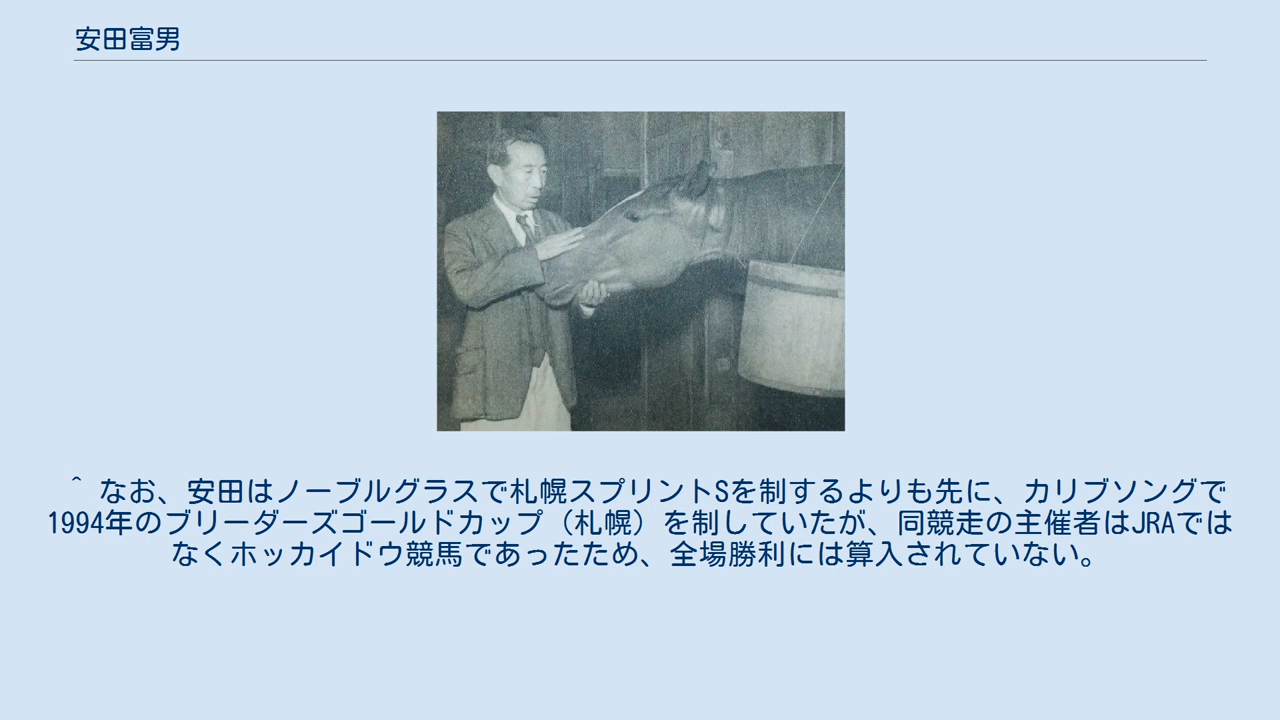 安田富男
^ なお、安田はノーブルグラスで札幌スプリントSを制するよりも先に、カリブソングで
1994年のブリーダーズゴールドカップ（札幌）を制していたが、同競走の主催者はJRAでは
なくホッカイドウ競馬であったため、全場勝利には算入されていない。